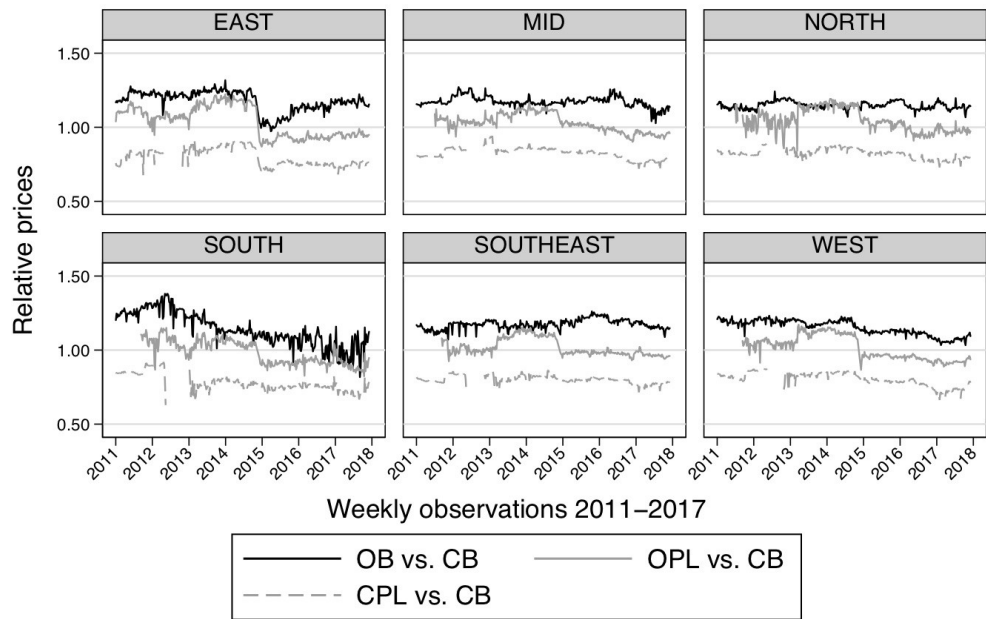 EAST MID NORTH
1.50
1.00
0.50
SOUTH SOUTHEAST WEST
1.50
1.00
0.50
Relative prices
2011 2012 2013 2014 2015 2016 2017 2018 2011 2012 2013 2014 2015 2016 2017 2018 2011 2012 2013 2014 2015 2016 2017 2018
Weekly observations 2011–2017
OB vs. CB OPL vs. CB
CPL vs. CB